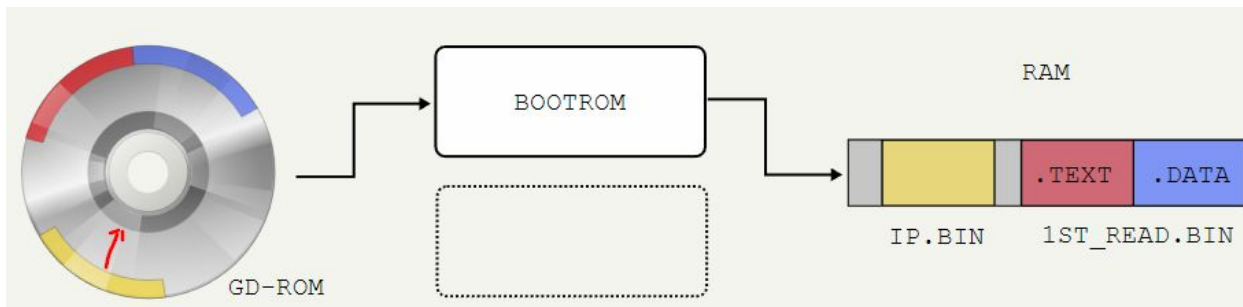 RAM
BOOTROM
.TEXT .DATA
IP.BIN 1ST_READ.BIN
GD-ROM